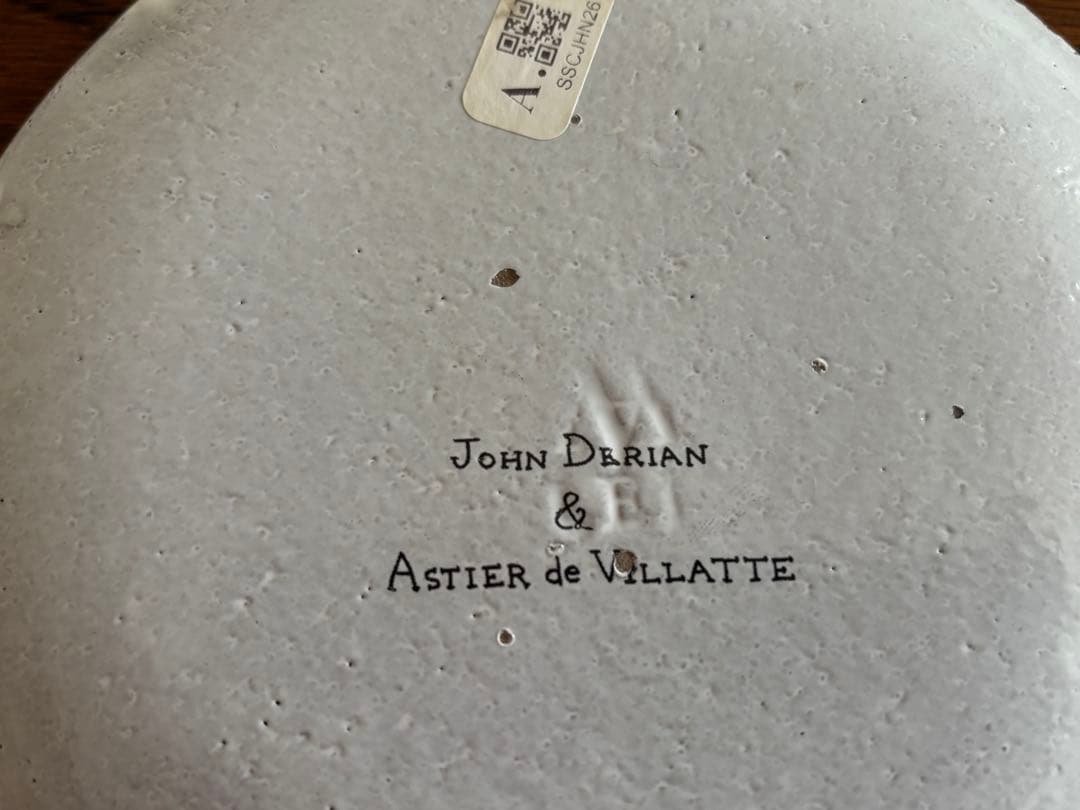 A.
SSCJHN26
JOHN DERIAN
&
ASTIER de VILLATTE